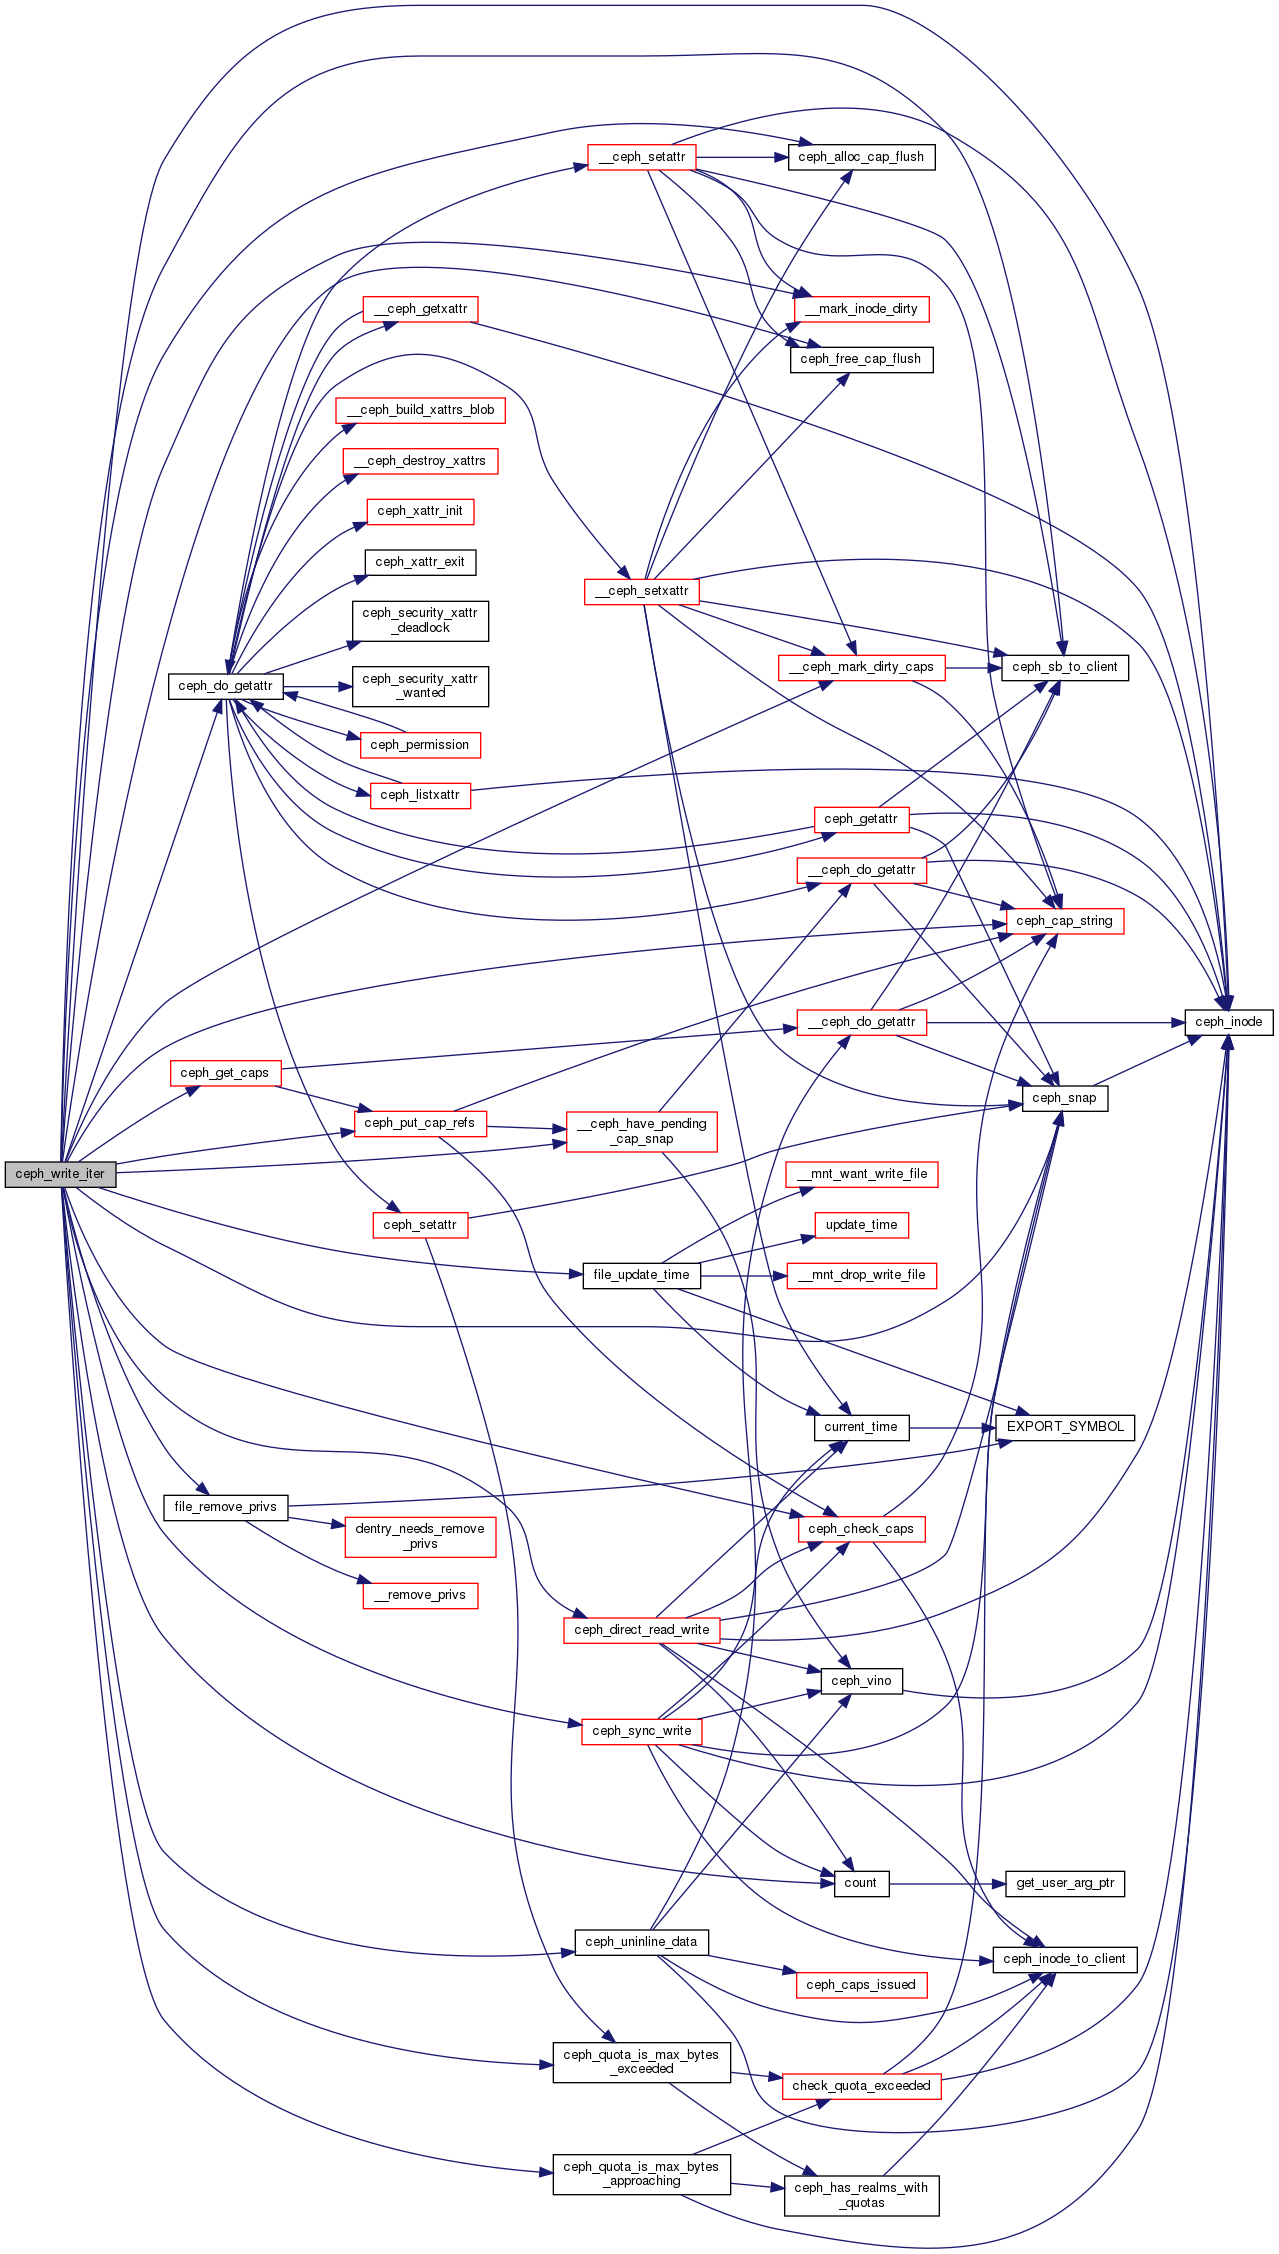 __ceph_setattr
ceph_alloc_cap_flush
__ceph_getxattr
__mark_inode_dirty
ceph_free_cap_flush
__ceph_build_xattrs_blob
__ceph_destroy_xattrs
ceph_xattr_init
ceph_xattr_exit
__ceph_setxattr
ceph_security_xattr
_deadlock
ceph_do_getattr
ceph_security_xattr
_wanted
__ceph_mark_dirty_caps
ceph_sb_to_client
ceph_permission
ceph_listxattr
ceph_getattr
__ceph_do_getattr
ceph_cap_string
__ceph_do_getattr
ceph_inode
ceph_get_caps
ceph_snap
ceph_put_cap_refs
__ceph_have_pending
_cap_snap
ceph_write_iter
__mnt_want_write_file
ceph_setattr
update_time
file_update_time
__mnt_drop_write_file
current_time
EXPORT_SYMBOL
file_remove_privs
dentry_needs_remove
_privs
ceph_check_caps
__remove_privs
ceph_direct_read_write
ceph_vino
ceph_sync_write
count
get_user_arg_ptr
ceph_uninline_data
ceph_inode_to_client
ceph_caps_issued
ceph_quota_is_max_bytes
_exceeded
check_quota_exceeded
ceph_quota_is_max_bytes
_approaching
ceph_has_realms_with
_quotas